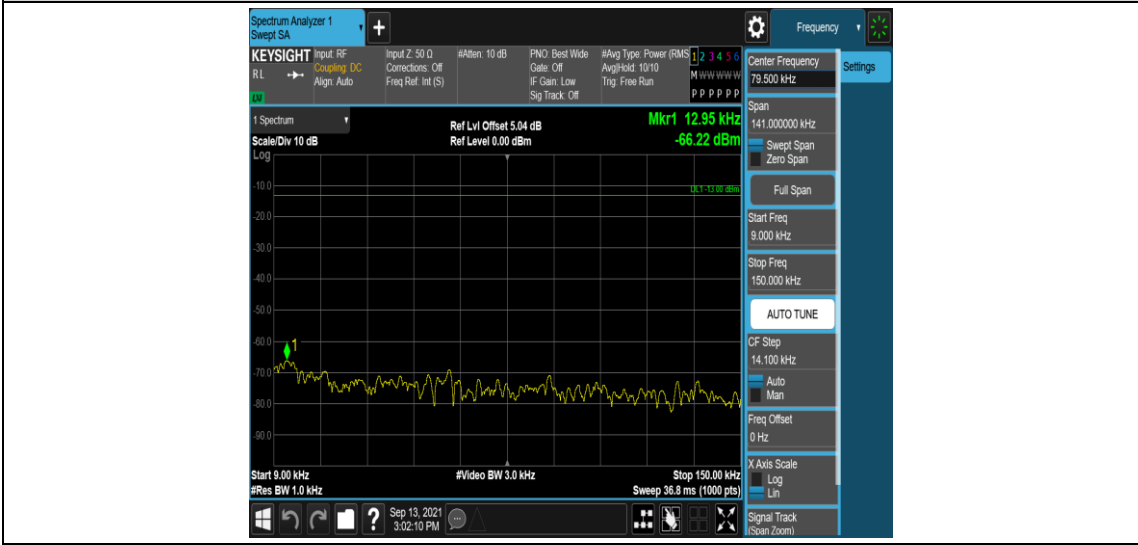 Spectrum Analyzer 1
Swept SA
+
Frequency
KEYSIGHT
RL
Input: RF
Coupling: DC
Align: Auto
Input Z: 50 Ω
Corrections: Off
Freq Ref: Int (S)
#Atten: 10 dB
PNO: Best Wide
Gate: Off
IF Gain: Low
Sig Track: Off
#Avg Type: Power (RMS
Avg|Hold: 10/10
Trig: Free Run
1 2 3 4 5 6
M W W W W W
P P P P P P
LNI
1 Spectrum
Scale/Div 10 dB
Log
Ref Lvl Offset 5.04 dB
Ref Level 0.00 dBm
Mkr1 12.95 kHz
-66.22 dBm
DL1 -13.00 dBm
-10.0
-20.0
-30.0
-40.0
-50.0
-60.0
-70.0
-80.0
-90.0
1
Start 9.00 kHz
#Res BW 1.0 kHz
#Video BW 3.0 kHz
Stop 150.00 kHz
Sweep 36.8 ms (1000 pts)
?
Sep 13, 2021
3:02:10 PM
Center Frequency
79.500 kHz
Span
141.000000 kHz
Swept Span
Zero Span
Full Span
Start Freq
9.000 kHz
Stop Freq
150.000 kHz
AUTO TUNE
CF Step
14.100 kHz
Auto
Man
Freq Offset
0 Hz
X Axis Scale
Log
Lin
Signal Track
(Span Zoom)
Settings